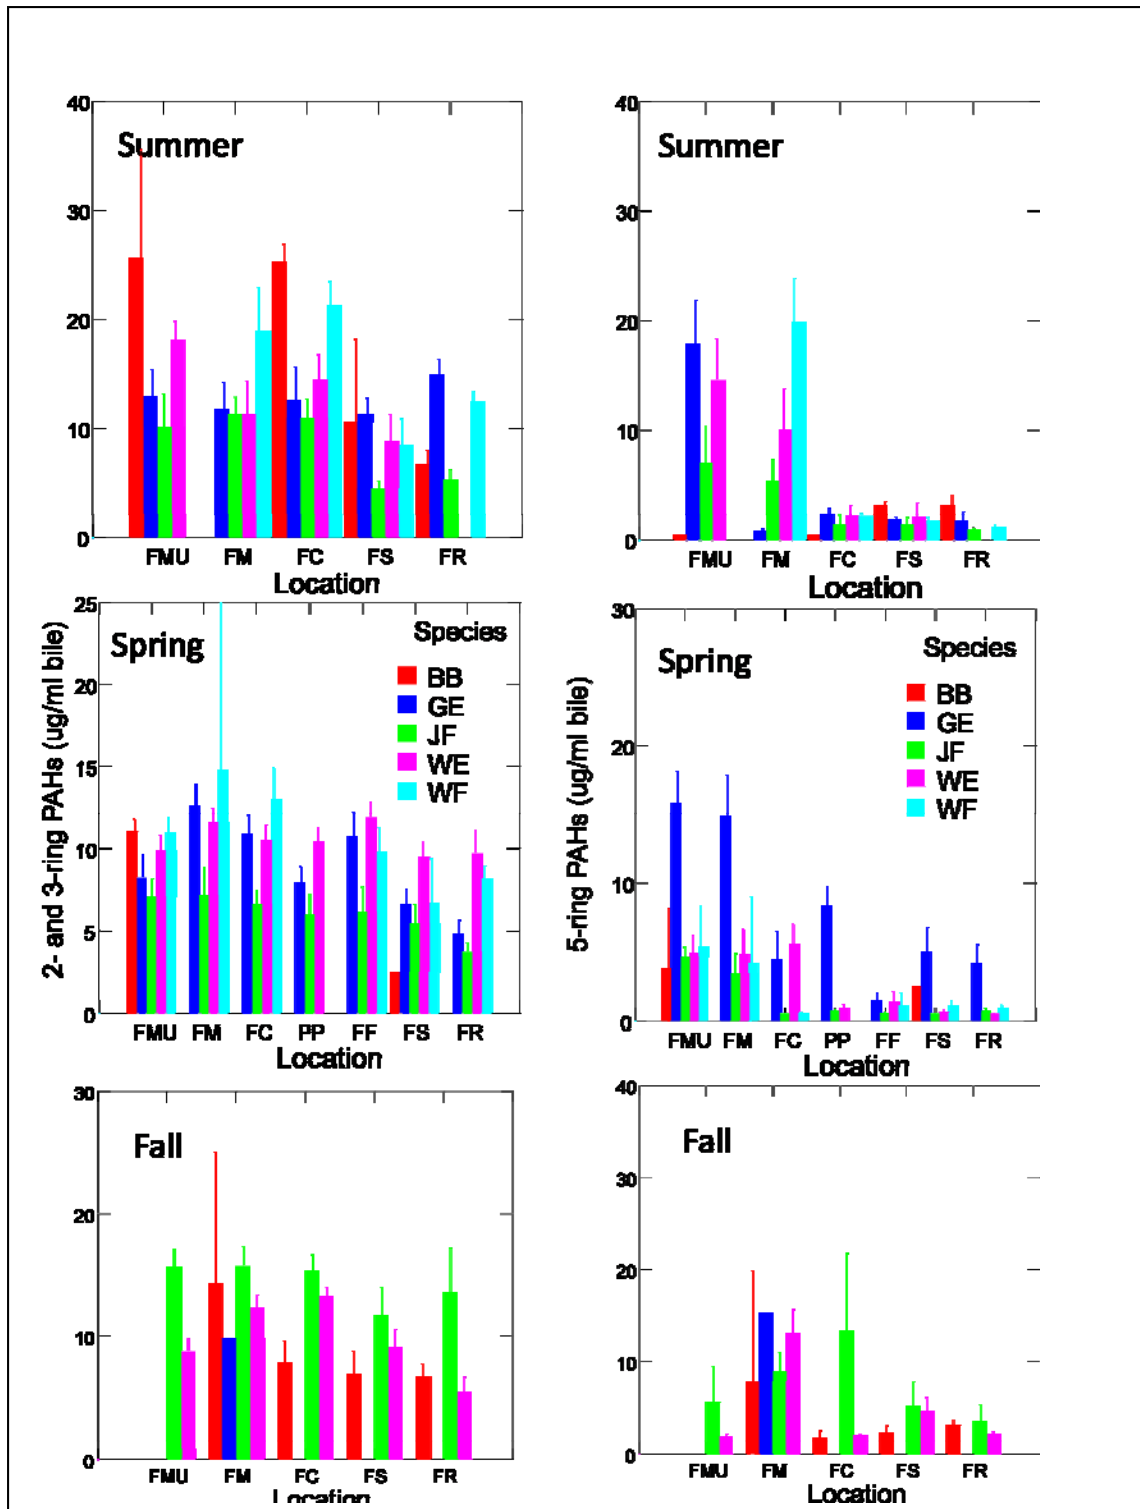 40
Summer
30
20
10
0
FMU FM FC FS FR
Location
40
Summer
30
20
10
0
FMU FM FC FS FR
Location
2- and 3-ring PAHs (ug/ml bile)
25
Spring
Species
BB
GE
JF
WE
WF
20
15
10
5
0
FMU FM FC PP FF FS FR
Location
5-ring PAHs (ug/ml bile)
30
Spring
Species
BB
GE
JF
WE
WF
20
10
0
FMU FM FC PP FF FS FR
Location
30
Fall
20
10
0
FMU FM FC FS FR
Location
40
Fall
30
20
10
0
FMU FM FC FS FR
Location